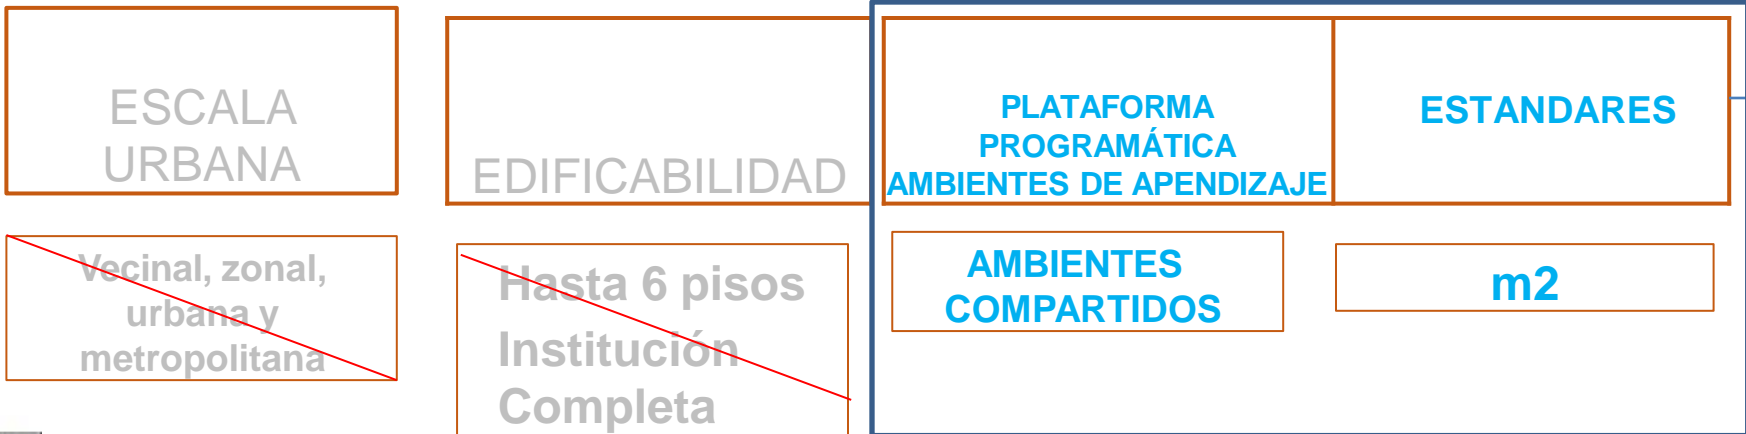 ESCALA
URBANA
EDIFICABILIDAD
PLATAFORMA
PROGRAMÁTICA
AMBIENTES DE APENDIZAJE
ESTANDARES
Vecinal, zonal,
urbana y
metropolitana
Hasta 6 pisos
Institución
Completa
AMBIENTES
COMPARTIDOS
m2